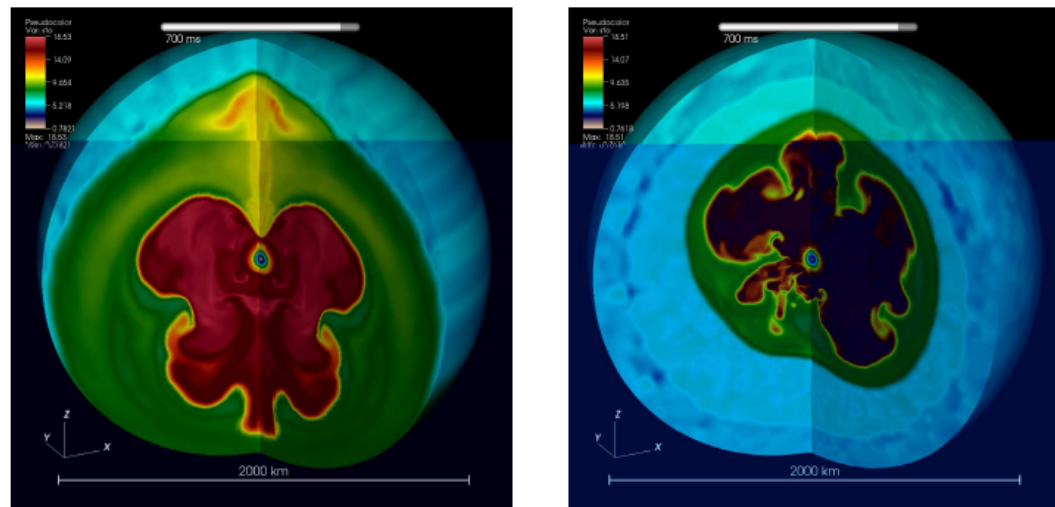 Pseudocolor
Var: sto
18.53
14.09
9.654
5.218
0.7821
Max: 18.53
700 ms
Z
Y
X
2000 km
Pseudocolor
Var: sto
18.51
14.07
9.635
5.198
0.7618
Max: 18.51
700 ms
Z
Y
X
2000 km